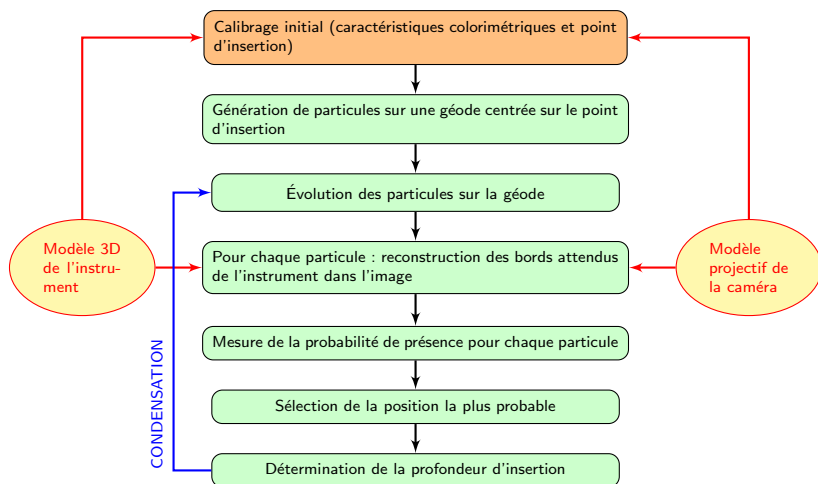 Calibrage initial (caractéristiques colorimétriques et point
d'insertion)
Génération de particules sur une géode centrée sur le point
d'insertion
Évolution des particules sur la géode
Modèle 3D
de l'instru-
ment
Pour chaque particule : reconstruction des bords attendus
de l'instrument dans l'image
Modèle
projectif de
la caméra
Mesure de la probabilité de présence pour chaque particule
CONDENSATION
Sélection de la position la plus probable
Détermination de la profondeur d'insertion